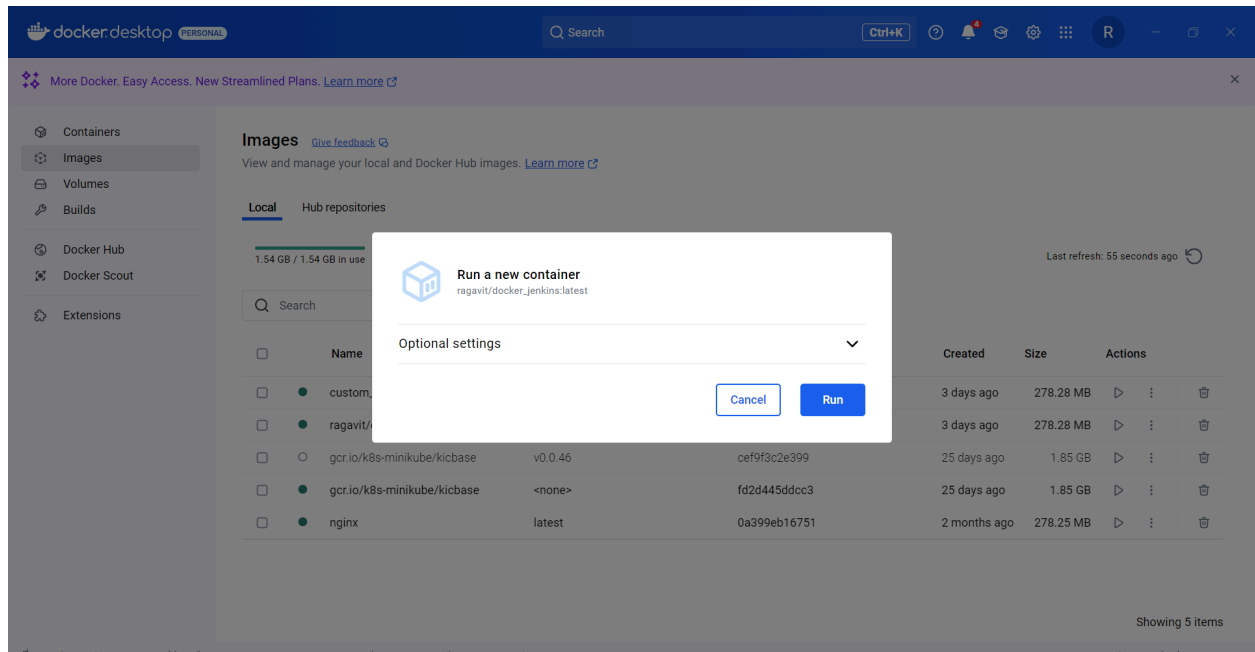 docker.desktop PERSONAL
Search
Ctrl+K
4
R
More Docker. Easy Access. New Streamlined Plans. Learn more
Containers
Images
Volumes
Builds
Docker Hub
Docker Scout
Extensions
Images Give feedback
View and manage your local and Docker Hub images. Learn more
Local Hub repositories
1.54 GB / 1.54 GB in use
Last refresh: 55 seconds ago
Search
Run a new container
ragavit/docker_jenkins:latest
Optional settings
Cancel Run
Name Created Size Actions
custom_ 3 days ago 278.28 MB
ragavit/ 3 days ago 278.28 MB
gcr.io/k8s-minikube/kicbase v0.0.46 cef9f3c2e399 25 days ago 1.85 GB
gcr.io/k8s-minikube/kicbase <none> fd2d445ddcc3 25 days ago 1.85 GB
nginx latest 0a399eb16751 2 months ago 278.25 MB
Showing 5 items